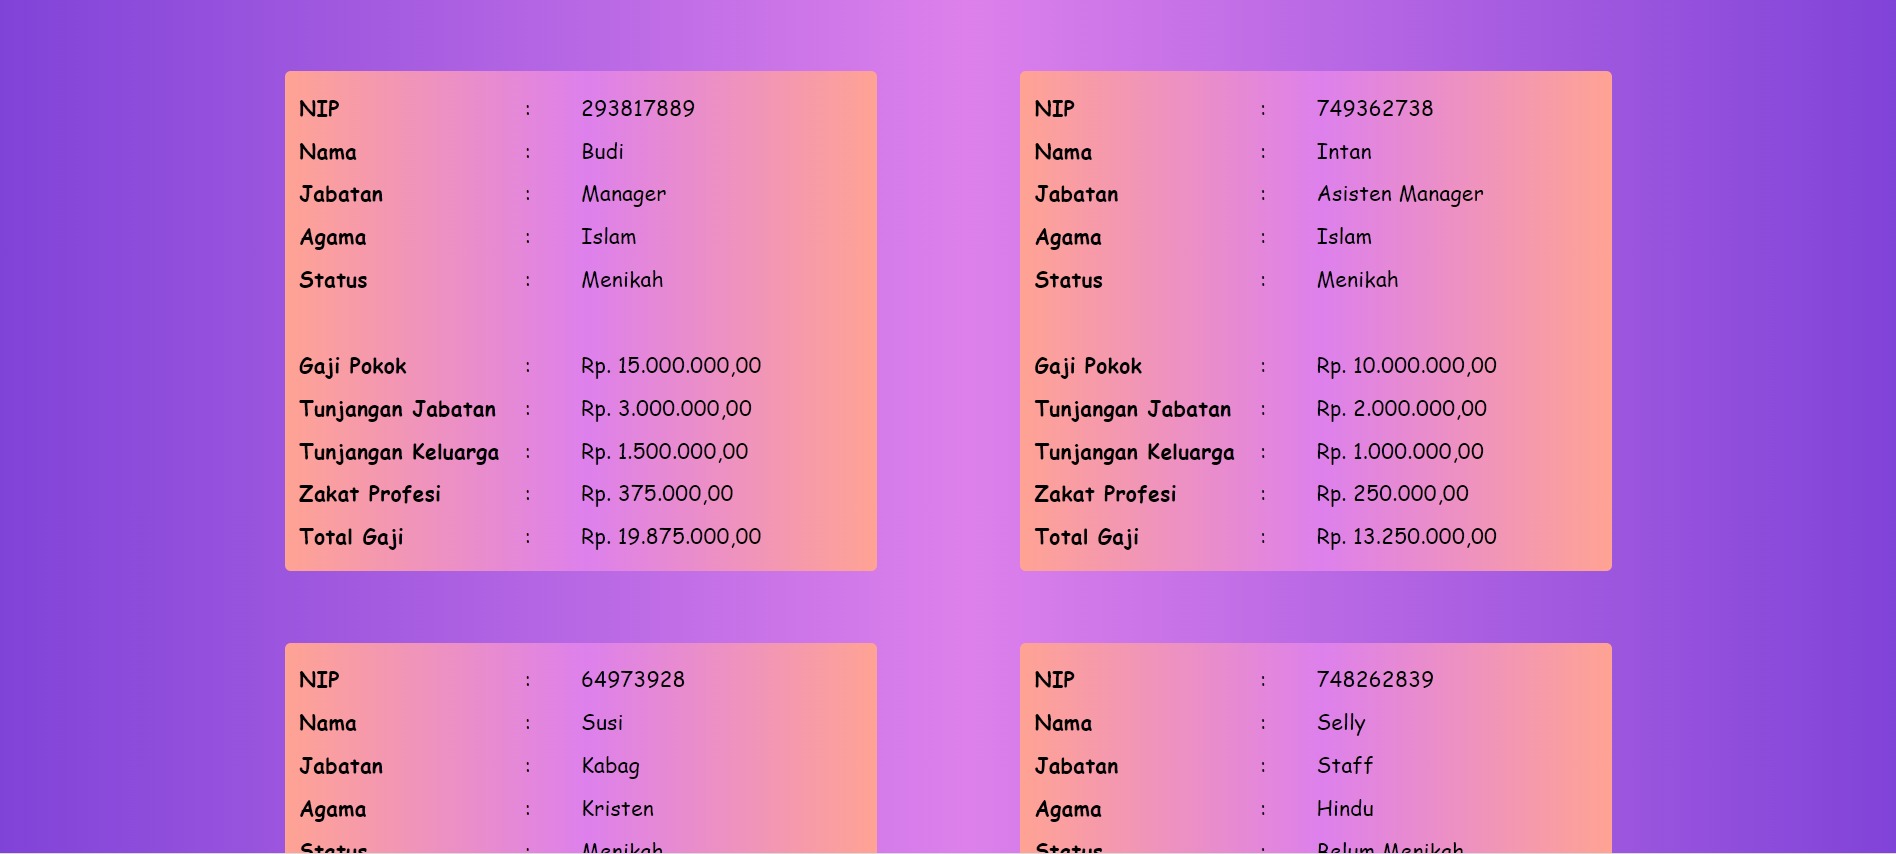 NIP : 293817889
Nama : Budi
Jabatan : Manager
Agama : Islam
Status : Menikah
Gaji Pokok : Rp. 15.000.000,00
Tunjangan Jabatan : Rp. 3.000.000,00
Tunjangan Keluarga : Rp. 1.500.000,00
Zakat Profesi : Rp. 375.000,00
Total Gaji : Rp. 19.875.000,00
NIP : 749362738
Nama : Intan
Jabatan : Asisten Manager
Agama : Islam
Status : Menikah
Gaji Pokok : Rp. 10.000.000,00
Tunjangan Jabatan : Rp. 2.000.000,00
Tunjangan Keluarga : Rp. 1.000.000,00
Zakat Profesi : Rp. 250.000,00
Total Gaji : Rp. 13.250.000,00
NIP : 64973928
Nama : Susi
Jabatan : Kabag
Agama : Kristen
Status : Menikah
NIP : 748262839
Nama : Selly
Jabatan : Staff
Agama : Hindu
Status : Belum Menikah